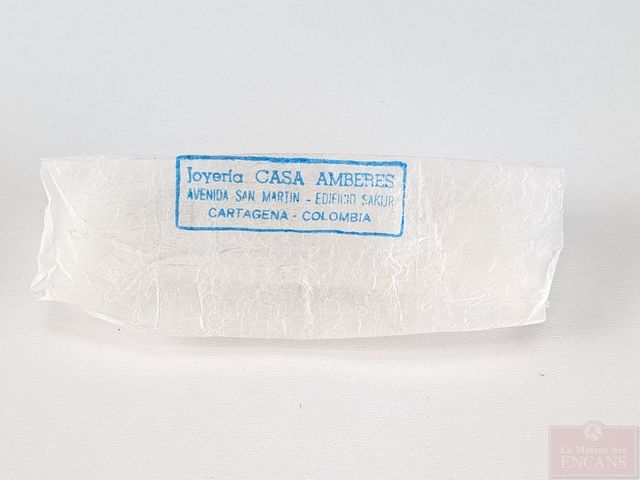 Joyería CASA AMBERES
AVENIDA SAN MARTIN - EDIFICIO SAKUR
CARTAGENA - COLOMBIA
La Maison des
ENCANS